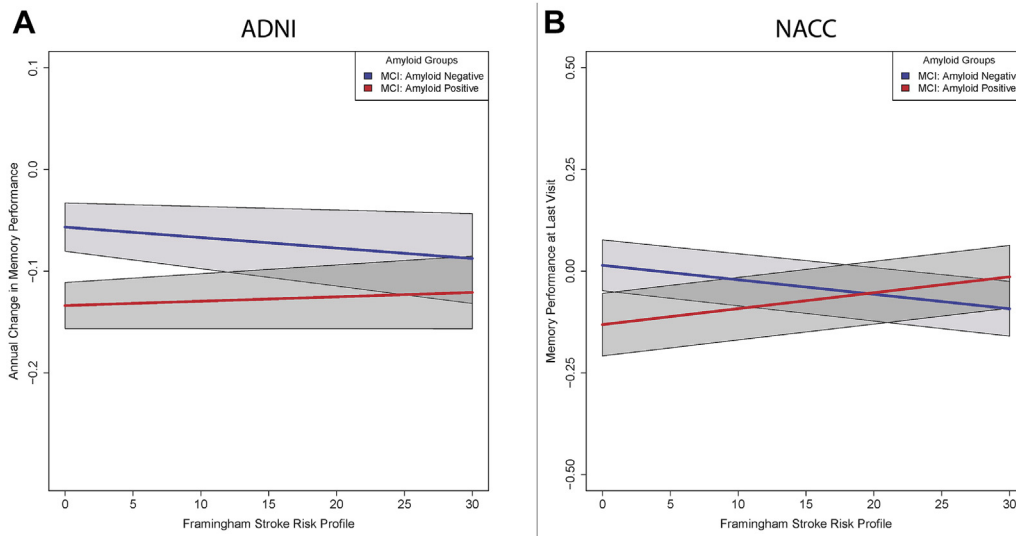 A
ADNI
Amyloid Groups
MCI: Amyloid Negative
MCI: Amyloid Positive
Annual Change in Memory Performance
0.1
0.0
−0.1
−0.2
0
5
10
15
20
25
30
Framingham Stroke Risk Profile
B
NACC
Amyloid Groups
MCI: Amyloid Negative
MCI: Amyloid Positive
Memory Performance at Last Visit
0.50
0.25
0.00
−0.25
−0.50
0
5
10
15
20
25
30
Framingham Stroke Risk Profile